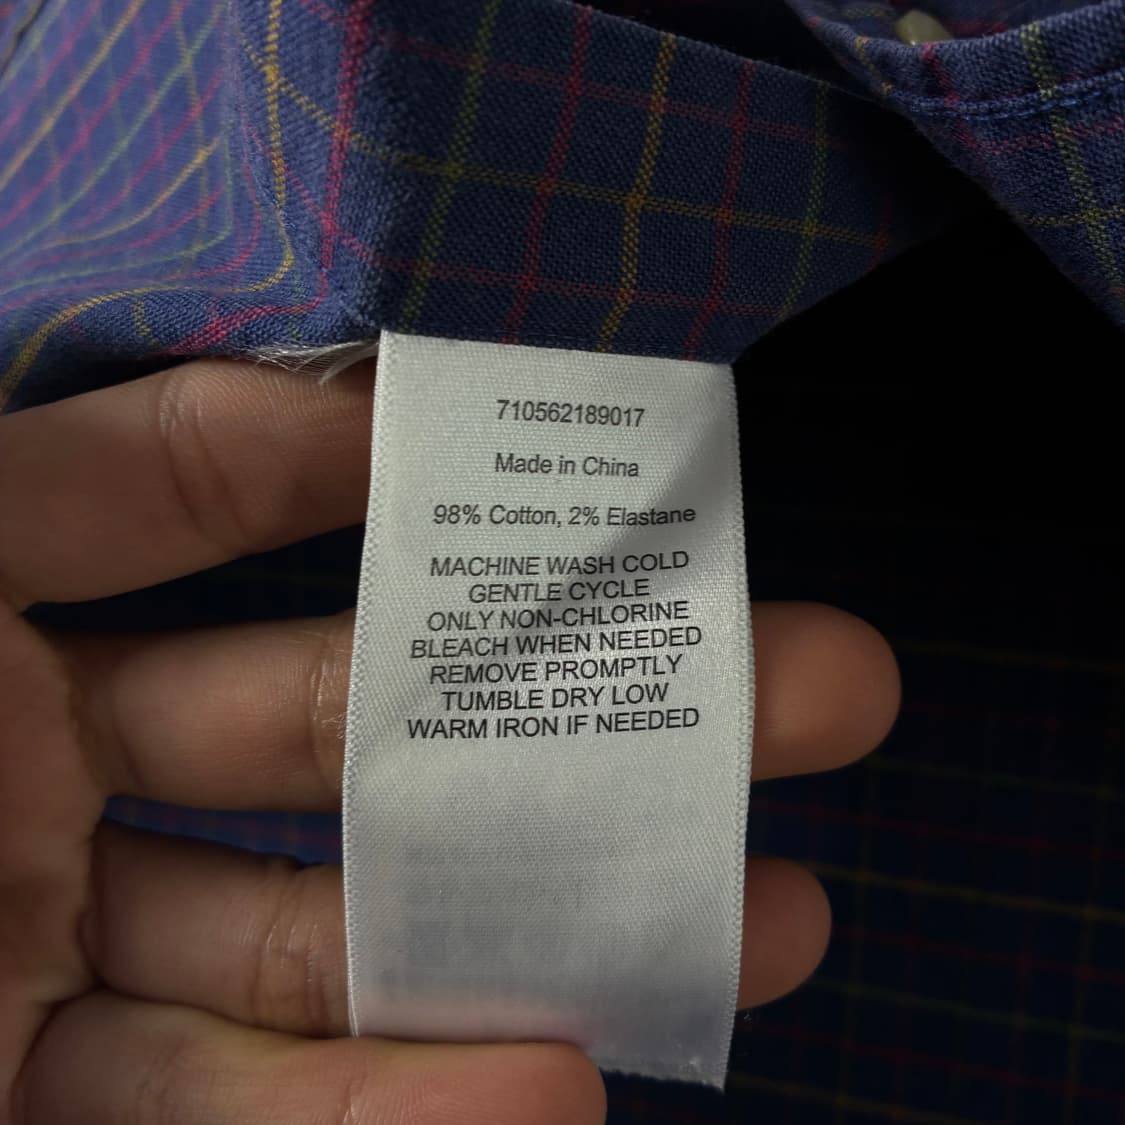 710562189017
Made in China
98% Cotton, 2% Elastane
MACHINE WASH COLD
GENTLE CYCLE
ONLY NON-CHLORINE
BLEACH WHEN NEEDED
REMOVE PROMPTLY
TUMBLE DRY LOW
WARM IRON IF NEEDED